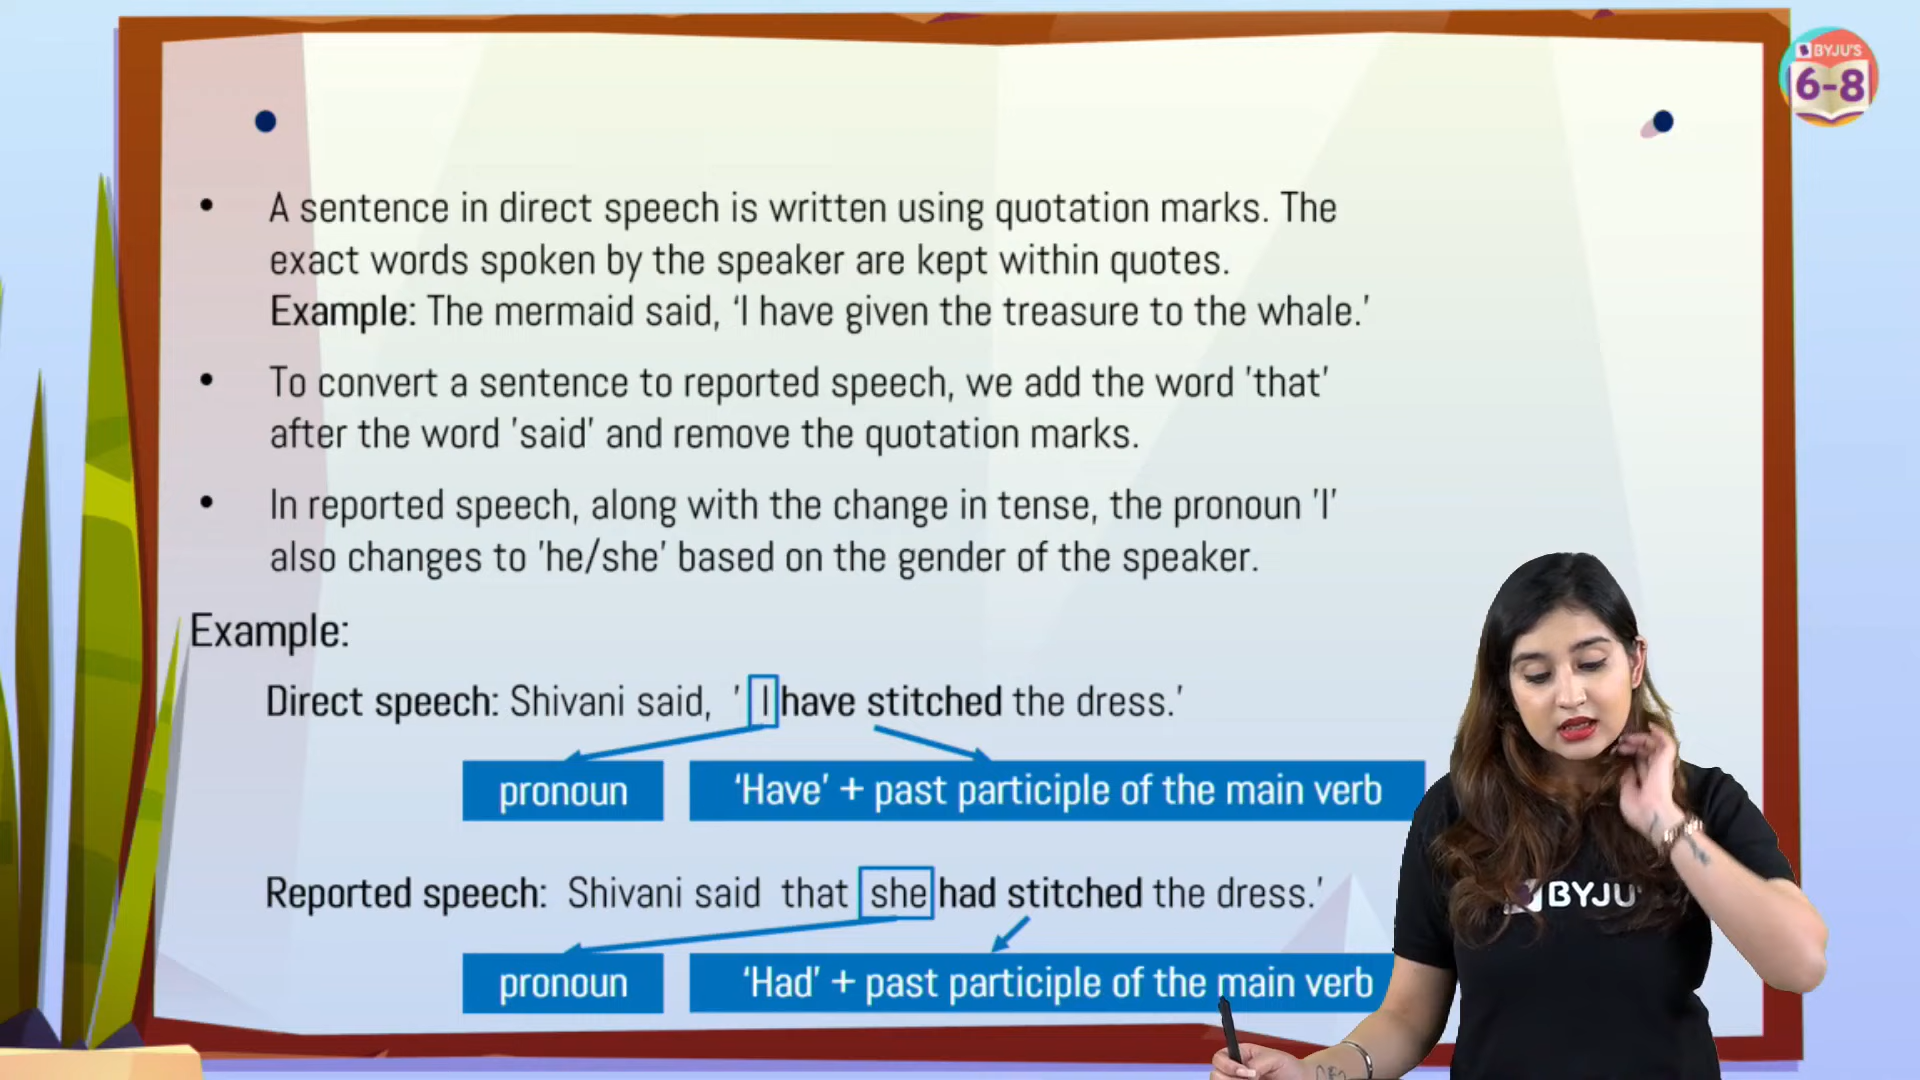 BYJU'S
6-8
• A sentence in direct speech is written using quotation marks. The
exact words spoken by the speaker are kept within quotes.
Example: The mermaid said, ‘I have given the treasure to the whale.’
• To convert a sentence to reported speech, we add the word ’that’
after the word ’said’ and remove the quotation marks.
• In reported speech, along with the change in tense, the pronoun ’I’
also changes to ’he/she’ based on the gender of the speaker.
Example:
Direct speech: Shivani said, ’ I have stitched the dress.’
pronoun
‘Have’ + past participle of the main verb
Reported speech: Shivani said that she had stitched the dress.’
pronoun
‘Had’ + past participle of the main verb
BYJU'